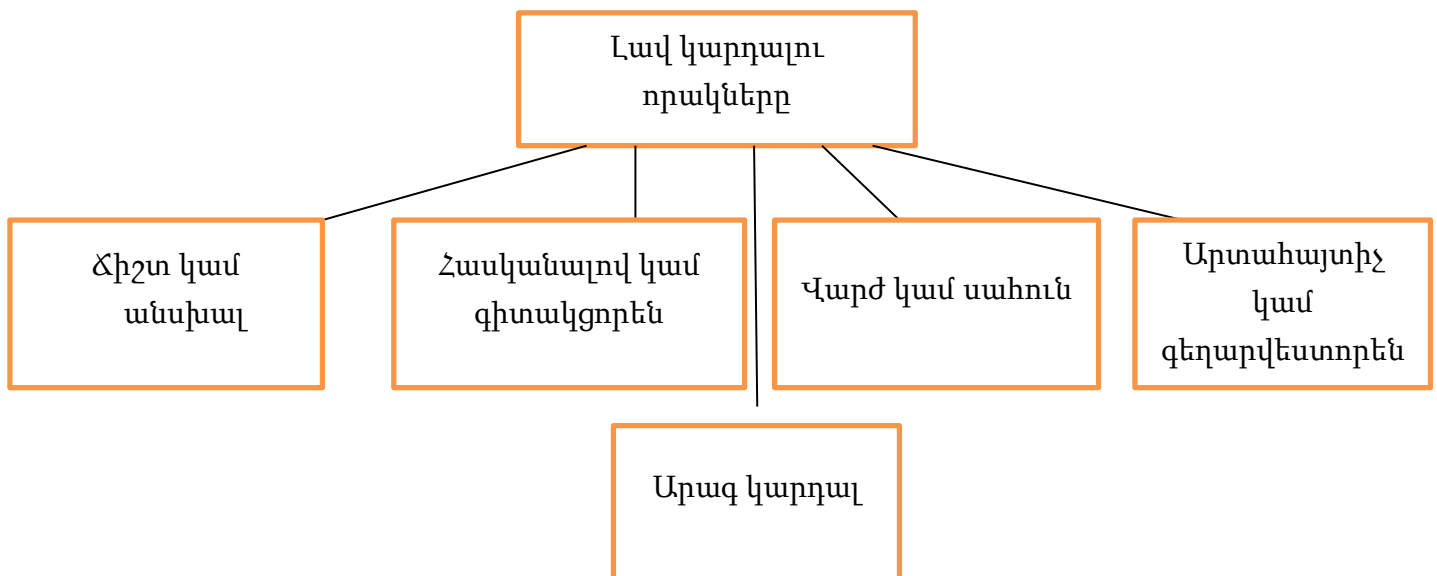 Լավ կարդալու
որակները
Ճիշտ կամ
անսխալ
Հասկանալով կամ
գիտակցորեն
Վարժ կամ սահուն
Արտահայտիչ
կամ
գեղարվեստորեն
Արագ կարդալ